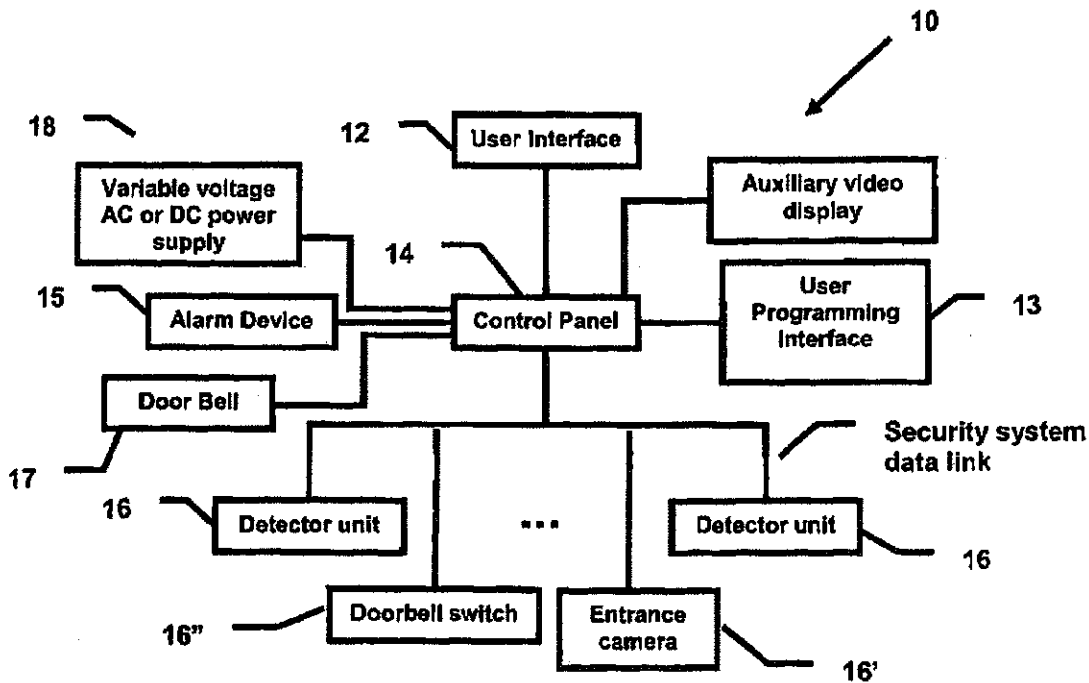 10
18
12
User Interface
Variable voltage
AC or DC power
supply
Auxiliary video
display
14
15
Alarm Device
Control Panel
User
Programming
Interface
13
Door Bell
17
Security system
data link
16
Detector unit
...
Detector unit
16
16”
Doorbell switch
Entrance
camera
16’